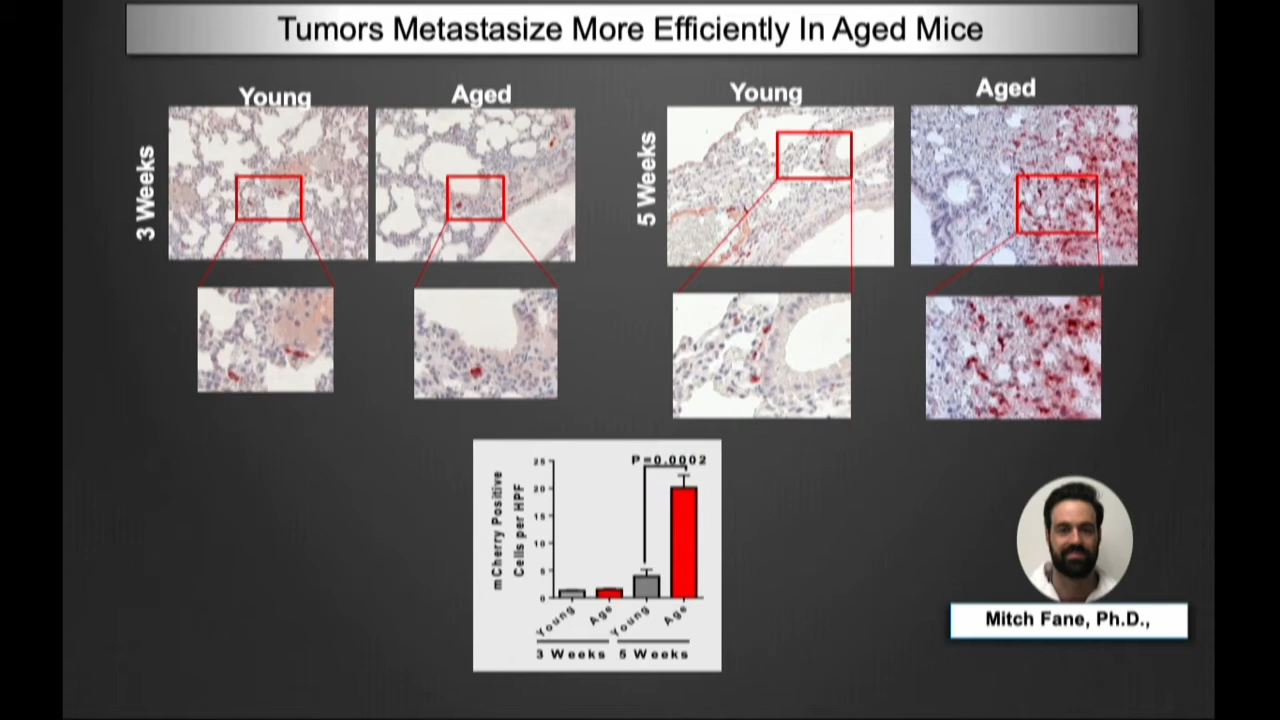 Tumors Metastasize More Efficiently In Aged Mice
Young
Aged
Young
Aged
3 Weeks
5 Weeks
mCherry Positive
Cells per HPF
25
20
15
10
5
0
P=0.0002
Young
Age
Young
Age
3 Weeks
5 Weeks
Mitch Fane, Ph.D.,